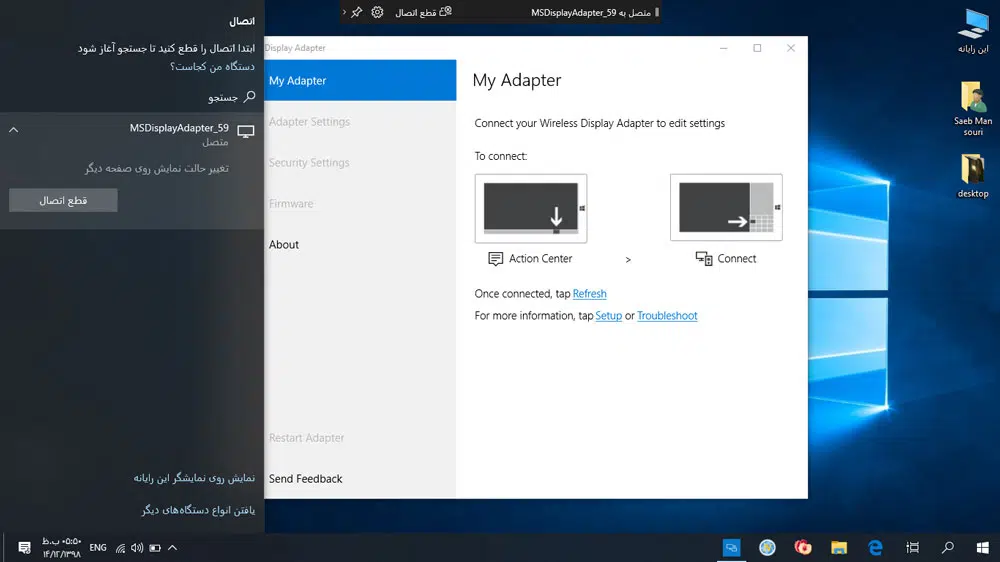 متصل به MSDisplayAdapter_59
قطع اتصال
اتصال
ابتدا اتصال را قطع کنید تا جستجو آغاز شود
دستگاه من کجاست؟
جستجو
MSDisplayAdapter_59
متصل
تغییر حالت نمایش روی صفحه دیگر
قطع اتصال
نمایش روی نمایشگر این رایانه
یافتن انواع دستگاه‌های دیگر
Display Adapter
My Adapter
Adapter Settings
Security Settings
Firmware
About
Restart Adapter
Send Feedback
My Adapter
Connect your Wireless Display Adapter to edit settings
To connect:
Action Center
>
Connect
Once connected, tap Refresh
For more information, tap Setup or Troubleshoot
این رایانه
Saeb Man
souri
desktop
ENG
۰۵:۵۰ ب.ظ
۱۴/۱۲/۱۳۹۸